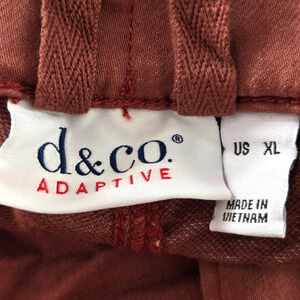 d&co.®
ADAPTIVE
US XL
MADE IN
VIETNAM